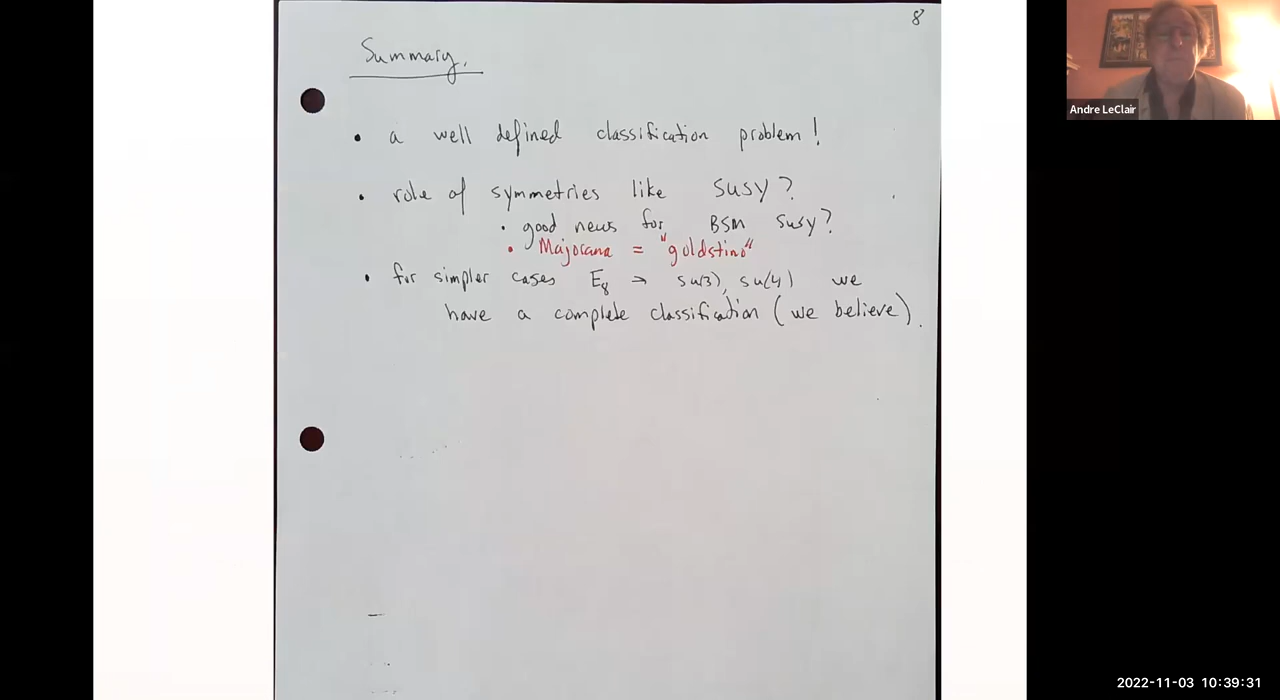 8
Summary.
• a well defined classification problem!
• role of symmetries like SUSY?
• good news for BSM susy?
• Majorana = "goldstino"
• for simpler cases E8 → su(3), su(4) we
have a complete classification (we believe).
Andre LeClair
2022-11-03 10:39:31